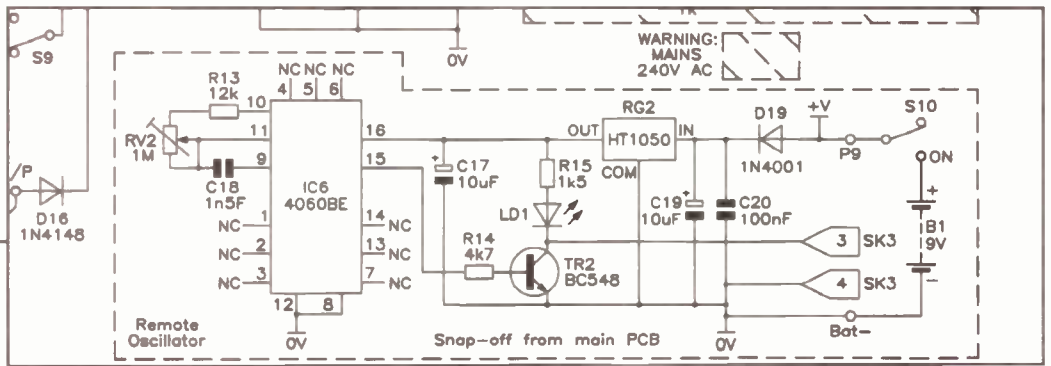 S9
0V
WARNING:
MAINS
240V AC
NC NC NC
4 5 6
R13
12k
10
11
9
RV2
1M
C18
1n5F
IC6
4060BE
16
15
NC 1
NC 2
NC 3
14 NC
13 NC
7 NC
12 8
0V
Remote
Oscillator
C17
10uF
+
R14
4k7
R15
1k5
LD1
TR2
BC548
RG2
OUT HT1050 IN
COM
C19
10uF
+
C20
100nF
D19
1N4001
+V
P9
S10
ON
+
B1
9V
−
3 SK3
4 SK3
Bat-
0V
Snap-off from main PCB
/P
D16
1N4148